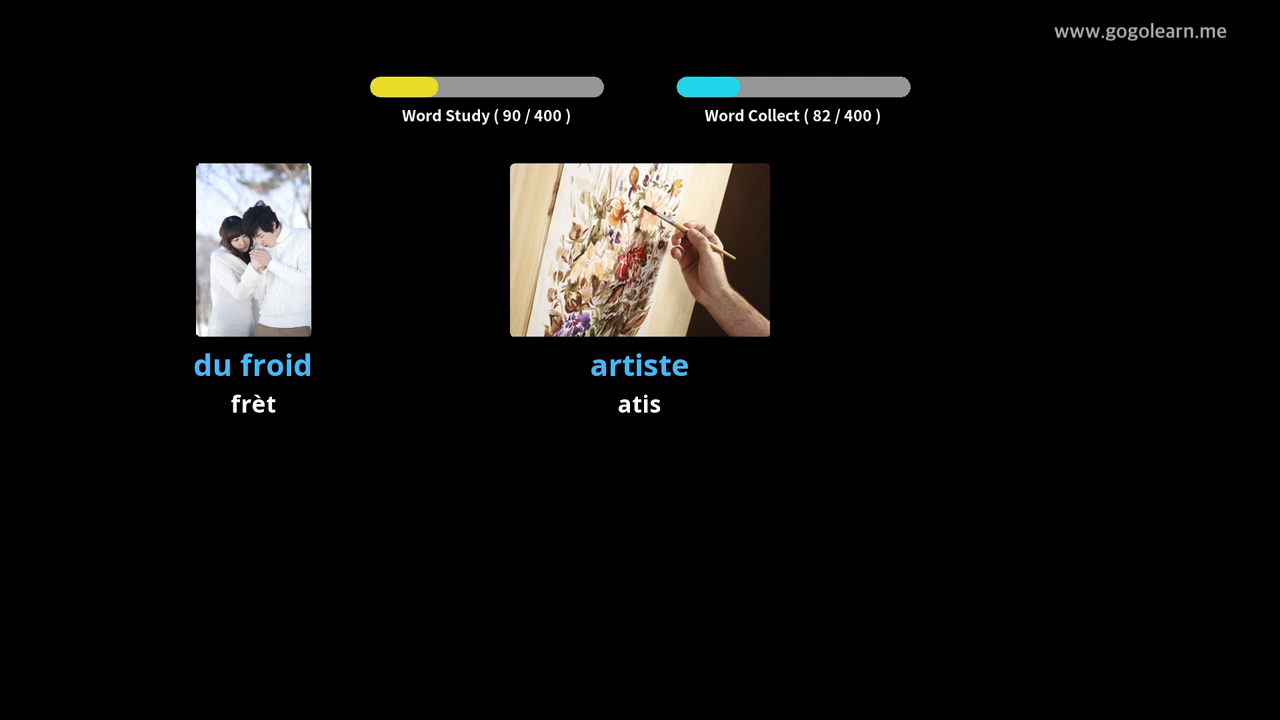 www.gogolearn.me
Word Study ( 90 / 400 )
Word Collect ( 82 / 400 )
du froid
frèt
artiste
atis